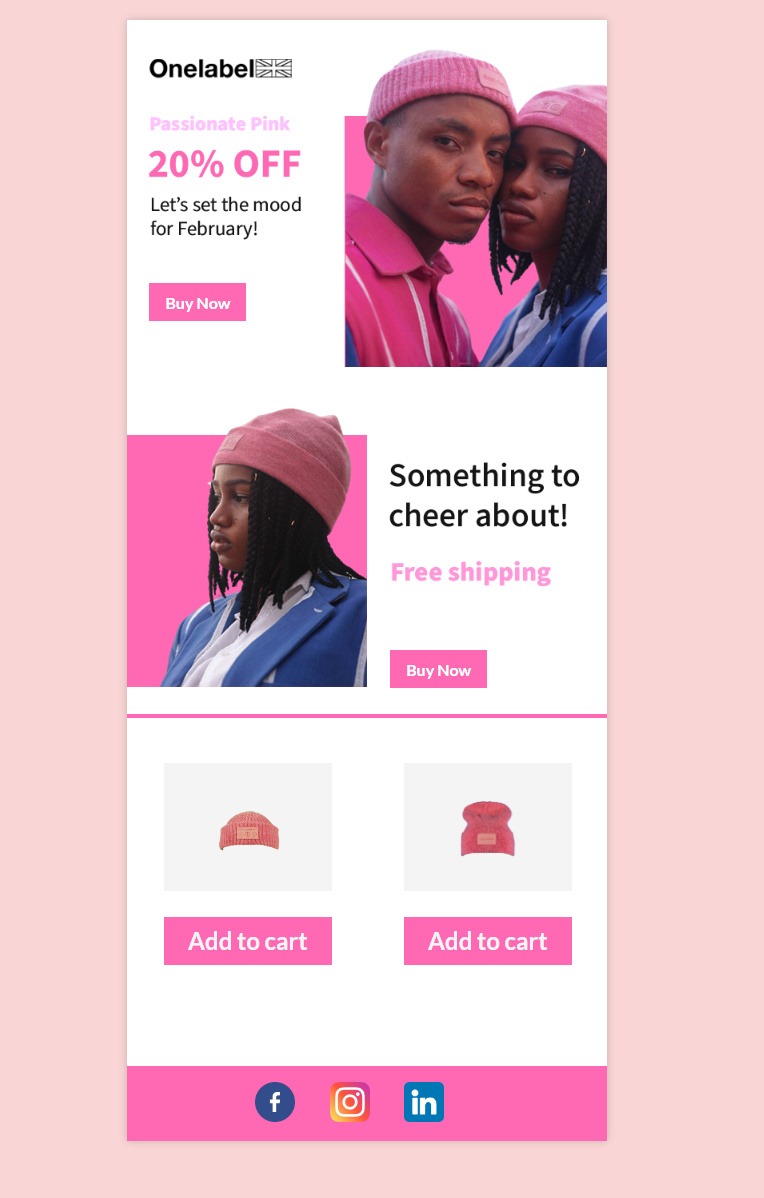 Onelabel
Passionate Pink
20% OFF
Let's set the mood
for February!
Buy Now
Something to
cheer about!
Free shipping
Buy Now
Add to cart
Add to cart
f
in